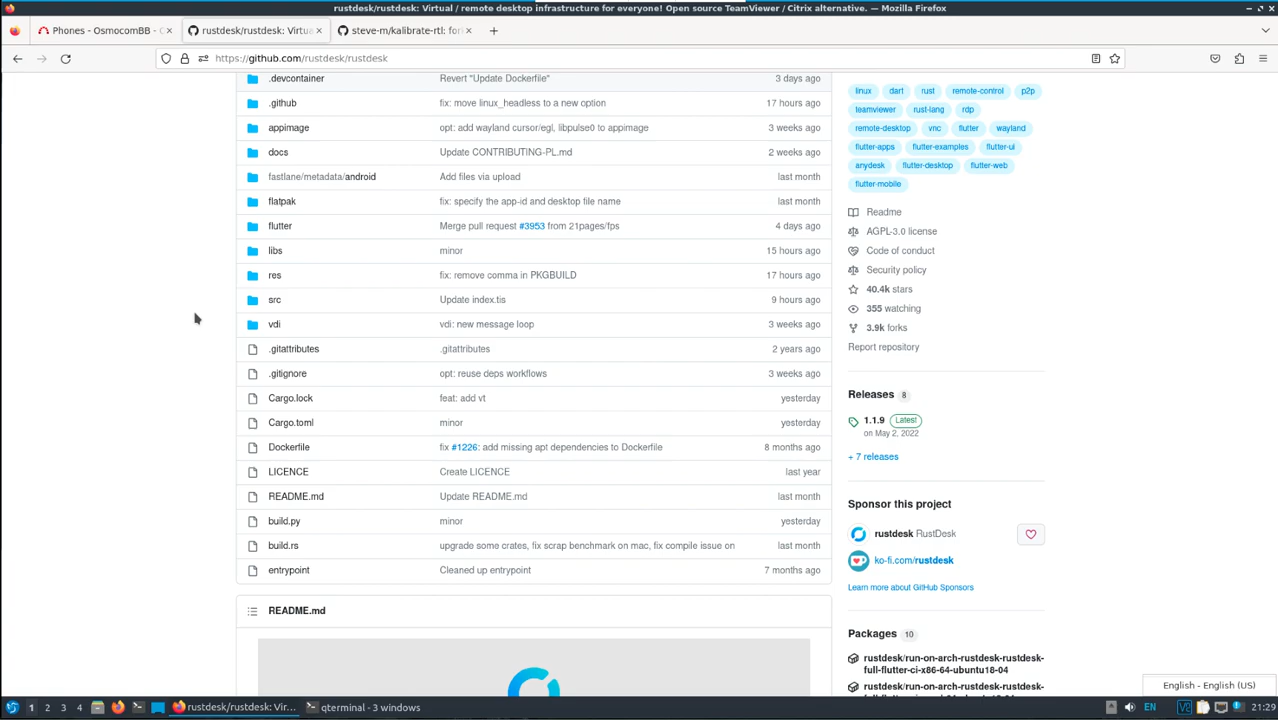 rustdesk/rustdesk: Virtual / remote desktop infrastructure for everyone! Open source TeamViewer / Citrix alternative. — Mozilla Firefox
Phones - OsmocomBB - C
rustdesk/rustdesk: Virtua
steve-m/kalibrate-rtl: fork
https://github.com/rustdesk/rustdesk
.devcontainer Revert "Update Dockerfile" 3 days ago
.github fix: move linux_headless to a new option 17 hours ago
appimage opt: add wayland cursor/egl, libpulse0 to appimage 3 weeks ago
docs Update CONTRIBUTING-PL.md 2 weeks ago
fastlane/metadata/android Add files via upload last month
flatpak fix: specify the app-id and desktop file name last month
flutter Merge pull request #3953 from 21pages/fps 4 days ago
libs minor 15 hours ago
res fix: remove comma in PKGBUILD 17 hours ago
src Update index.tis 9 hours ago
vdi vdi: new message loop 3 weeks ago
.gitattributes .gitattributes 2 years ago
.gitignore opt: reuse deps workflows 3 weeks ago
Cargo.lock feat: add vt yesterday
Cargo.toml minor yesterday
Dockerfile fix #1226: add missing apt dependencies to Dockerfile 8 months ago
LICENCE Create LICENCE last year
README.md Update README.md last month
build.py minor yesterday
build.rs upgrade some crates, fix scrap benchmark on mac, fix compile issue on last month
entrypoint Cleaned up entrypoint 7 months ago
README.md
linux dart rust remote-control p2p
teamviewer rust-lang rdp
remote-desktop vnc flutter wayland
flutter-apps flutter-examples flutter-ui
anydesk flutter-desktop flutter-web
flutter-mobile
Readme
AGPL-3.0 license
Code of conduct
Security policy
40.4k stars
355 watching
3.9k forks
Report repository
Releases 8
1.1.9 Latest
on May 2, 2022
+ 7 releases
Sponsor this project
rustdesk RustDesk
ko-fi.com/rustdesk
Learn more about GitHub Sponsors
Packages 10
rustdesk/run-on-arch-rustdesk-rustdesk-
full-flutter-ci-x86-64-ubuntu18-04
rustdesk/run-on-arch-rustdesk-rustdesk-
English - English (US)
1 2 3 4 rustdesk/rustdesk: Vir... qterminal - 3 windows EN 21:29